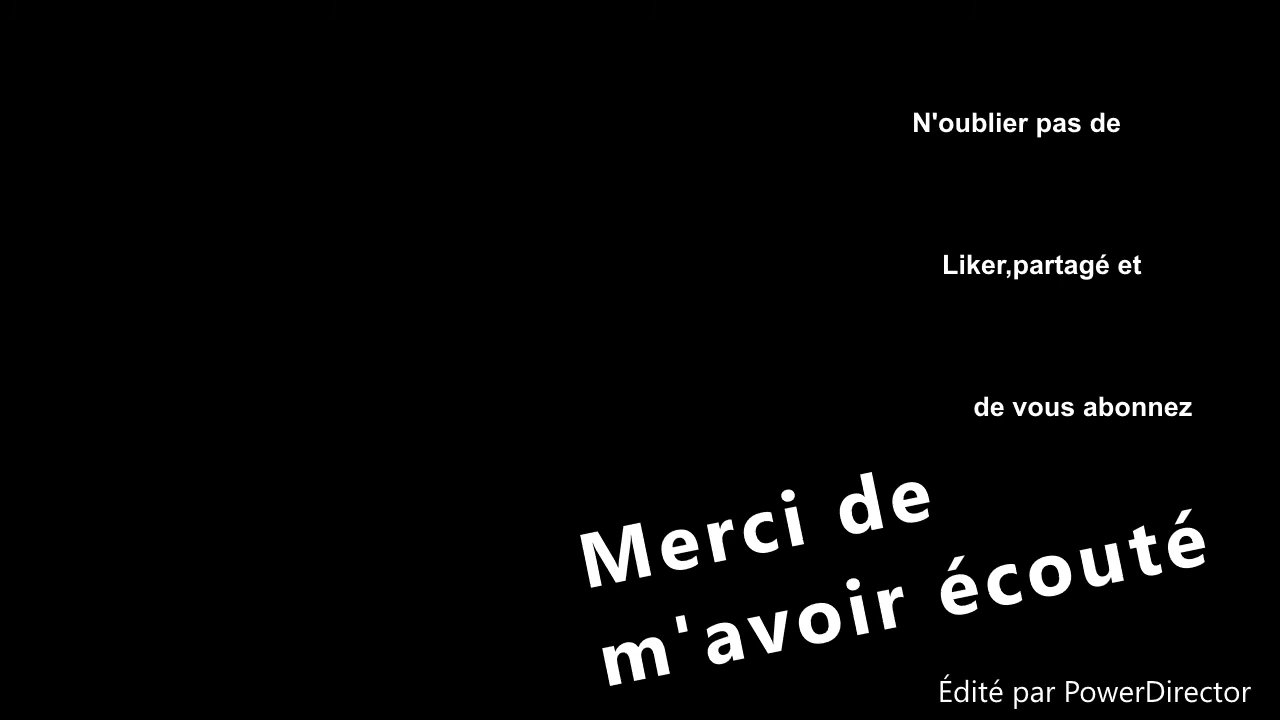 N'oublier pas de
Liker,partagé et
de vous abonnez
Merci de
m'avoir écouté
Édité par PowerDirector